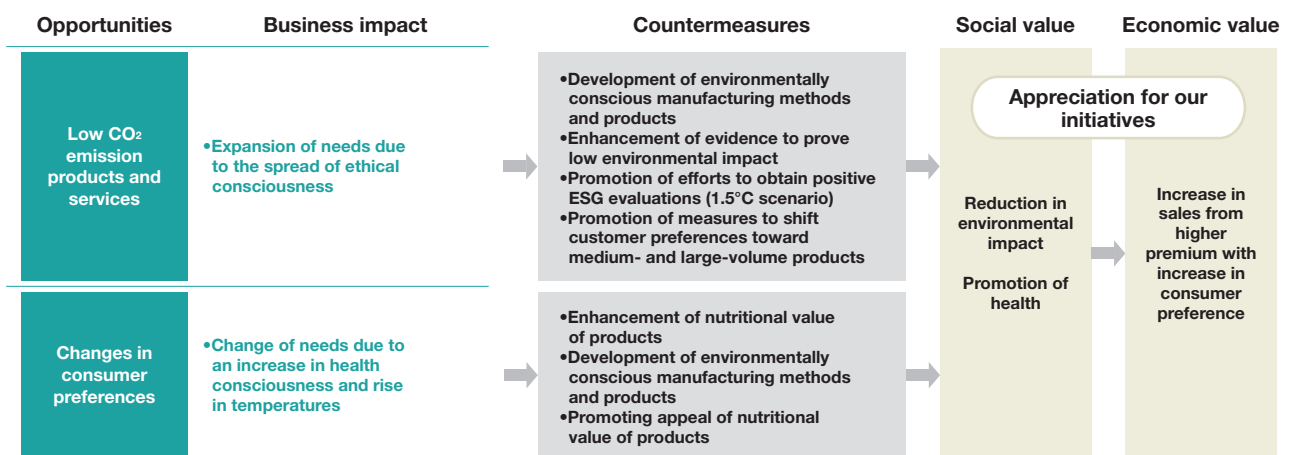 Opportunities
Business impact
Countermeasures
Social value
Economic value
Low CO2
emission
products and
services
•Expansion of needs due
to the spread of ethical
consciousness
•Development of environmentally
conscious manufacturing methods
and products
•Enhancement of evidence to prove
low environmental impact
•Promotion of efforts to obtain positive
ESG evaluations (1.5°C scenario)
•Promotion of measures to shift
customer preferences toward
medium- and large-volume products
Changes in
consumer
preferences
•Change of needs due to
an increase in health
consciousness and rise
in temperatures
•Enhancement of nutritional value
of products
•Development of environmentally
conscious manufacturing methods
and products
•Promoting appeal of nutritional
value of products
Appreciation for our
initiatives
Reduction in
environmental
impact
Promotion of
health
Increase in
sales from
higher
premium with
increase in
consumer
preference